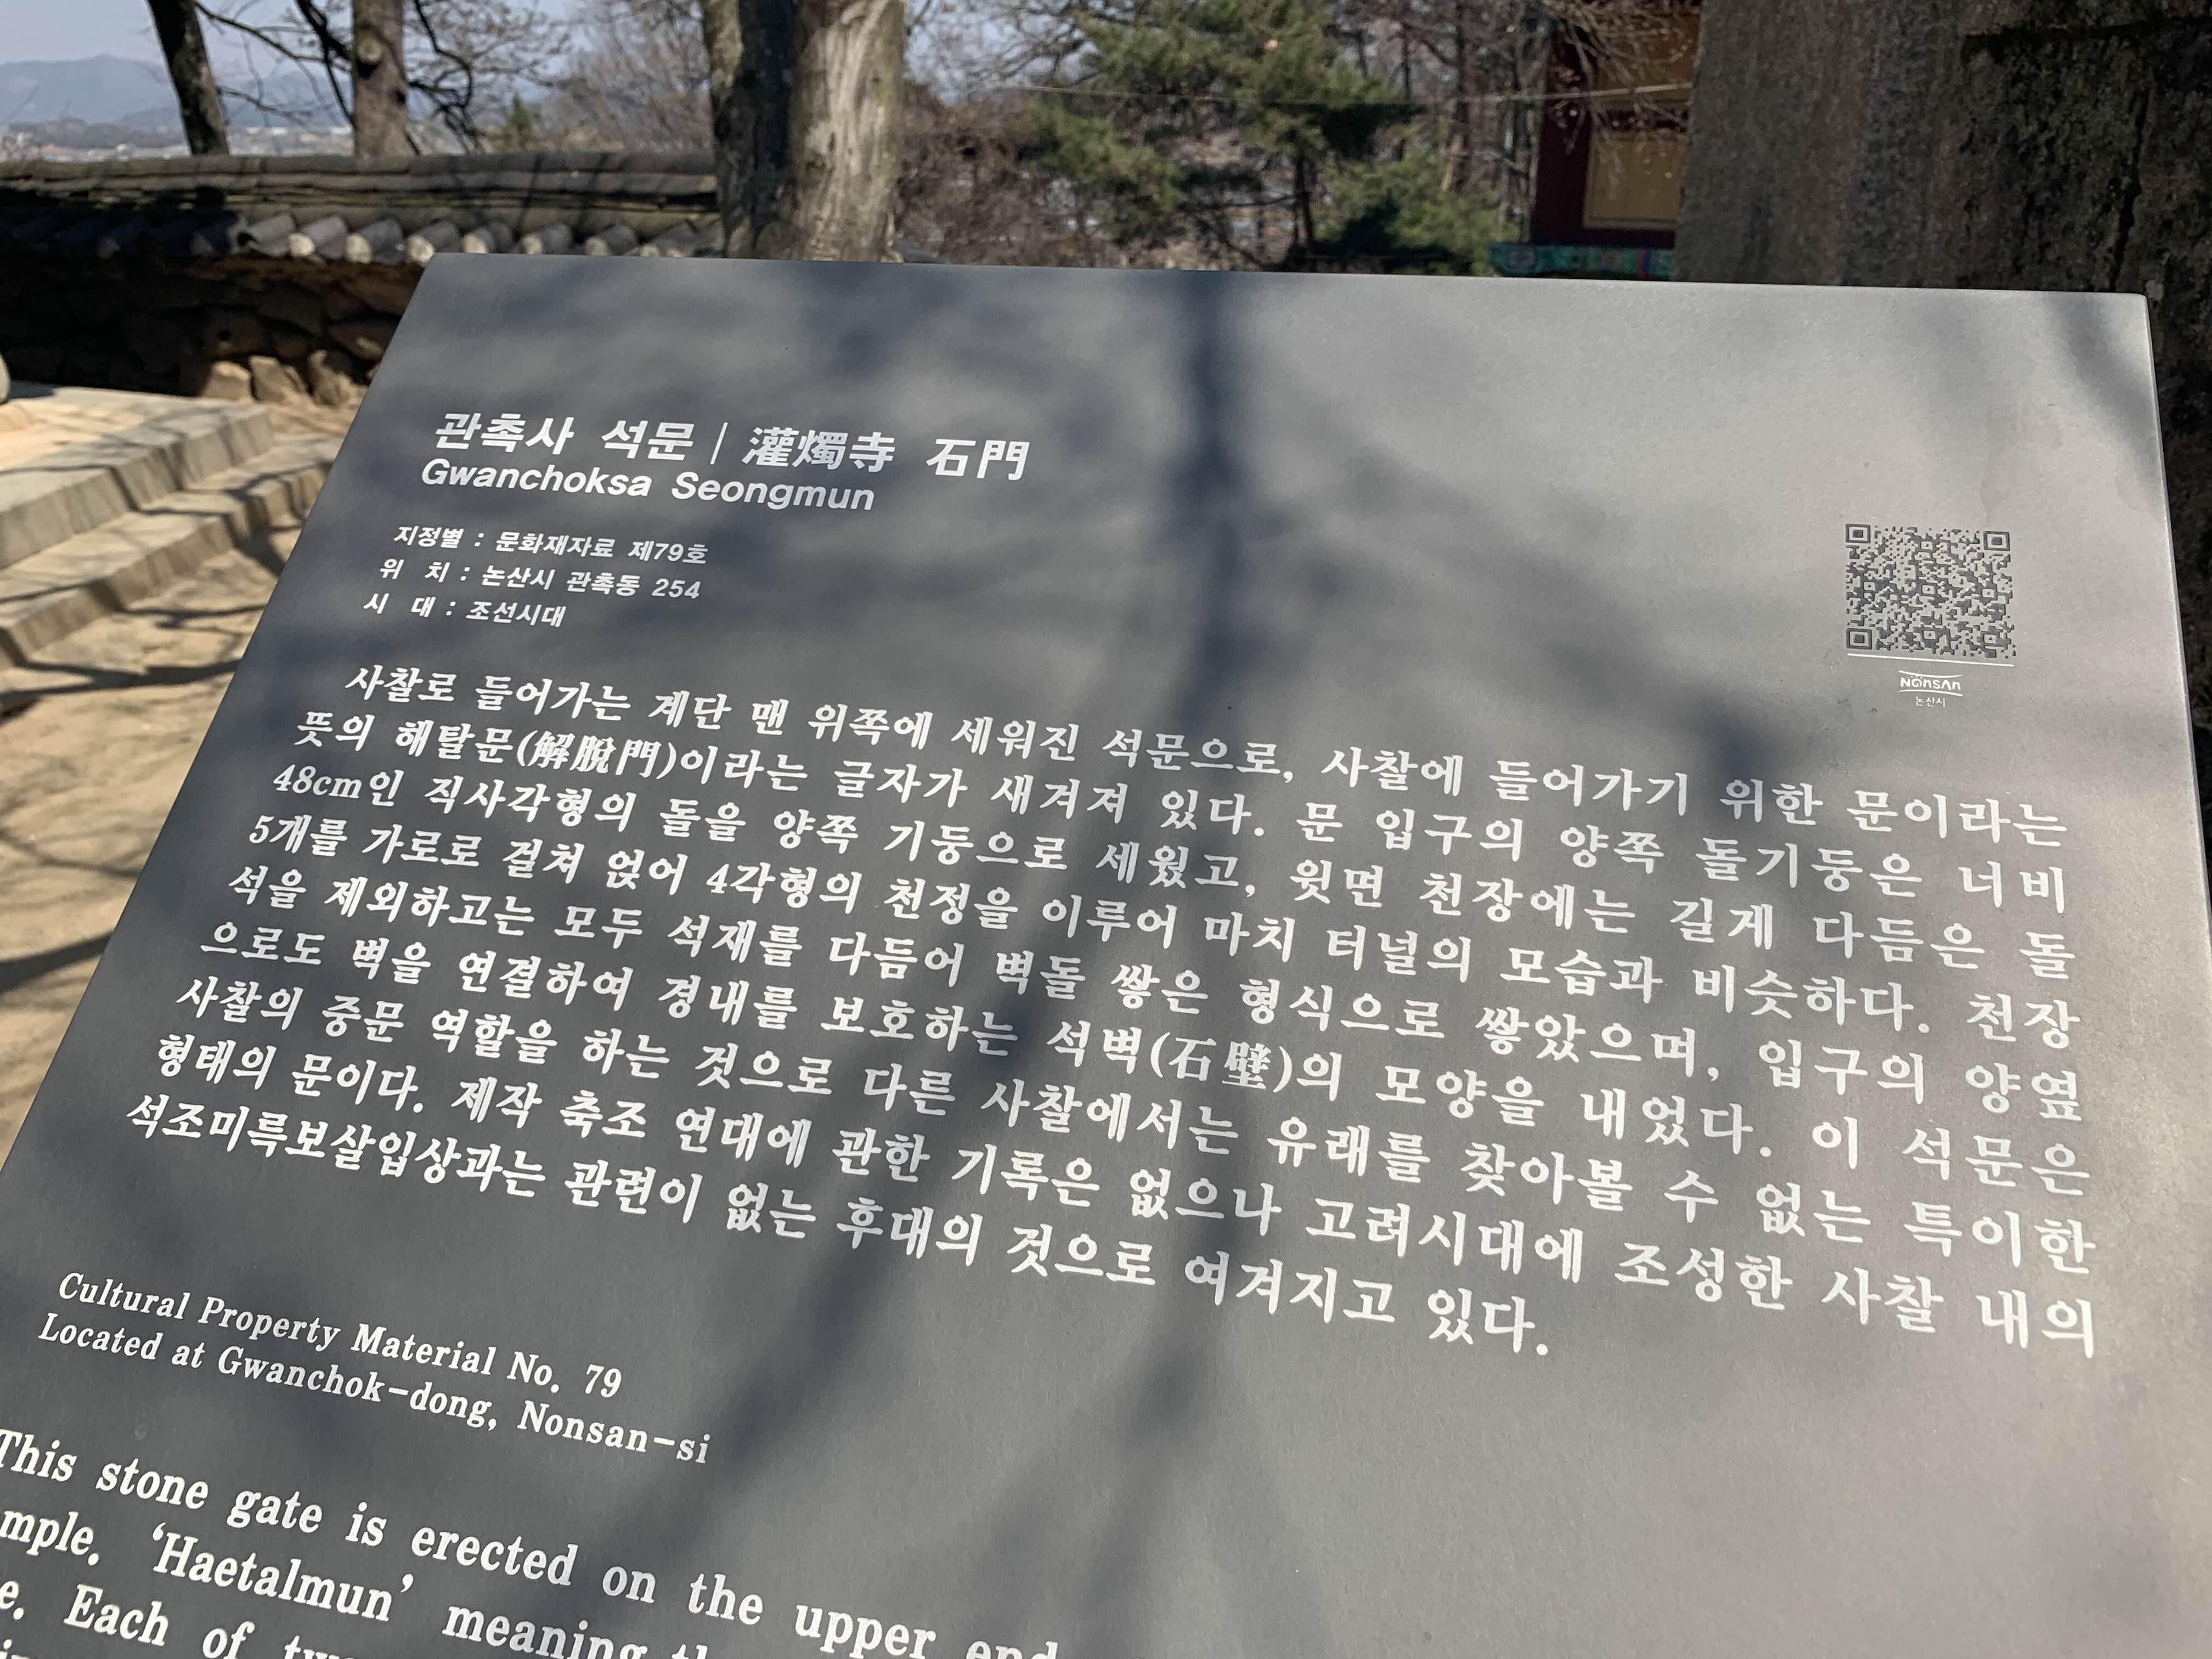 관촉사 석문 | 灌燭寺 石門
Gwanchoksa Seongmun
지정별 : 문화재자료 제79호
위 치 : 논산시 관촉동 254
시 대 : 조선시대
Nonsan
논산시
사찰로 들어가는 계단 맨 위쪽에 세워진 석문으로, 사찰에 들어가기 위한 문이라는
뜻의 해탈문(解脫門)이라는 글자가 새겨져 있다. 문 입구의 양쪽 돌기둥은 너비
48cm인 직사각형의 돌을 양쪽 기둥으로 세웠고, 윗면 천장에는 길게 다듬은 돌
5개를 가로로 걸쳐 얹어 4각형의 천정을 이루어 마치 터널의 모습과 비슷하다. 천장
석을 제외하고는 모두 석재를 다듬어 벽돌 쌓은 형식으로 쌓았으며, 입구의 양옆
으로도 벽을 연결하여 경내를 보호하는 석벽(石壁)의 모양을 내었다. 이 석문은
사찰의 중문 역할을 하는 것으로 다른 사찰에서는 유래를 찾아볼 수 없는 특이한
형태의 문이다. 제작 축조 연대에 관한 기록은 없으나 고려시대에 조성한 사찰 내의
석조미륵보살입상과는 관련이 없는 후대의 것으로 여겨지고 있다.
Cultural Property Material No. 79
Located at Gwanchok-dong, Nonsan-si
This stone gate is erected on the upper end
mple. 'Haetalmun' meaning th
e. Each of tw